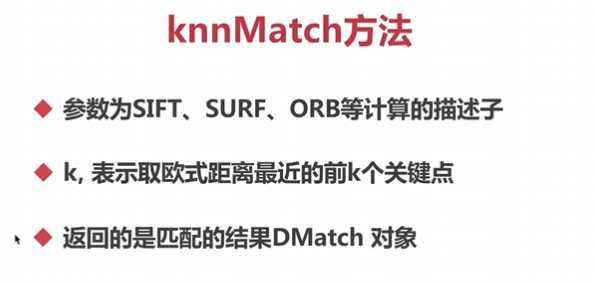 knnMatch方法
参数为SIFT、SURF、ORB等计算的描述子
k, 表示取欧式距离最近的前k个关键点
返回的是匹配的结果DMatch 对象